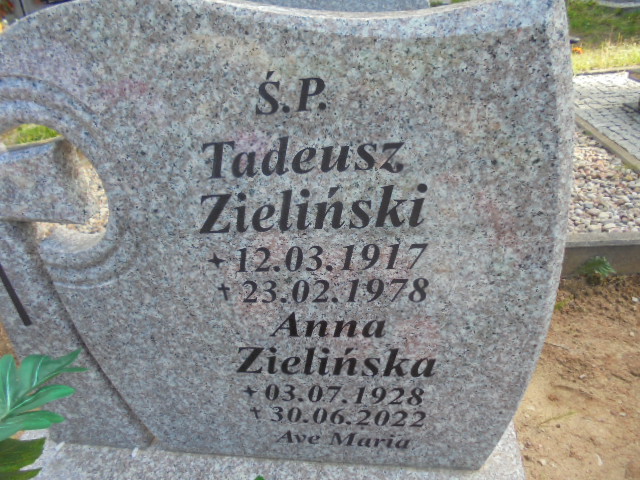 Ś.P.
Tadeusz
Zieliński
✦ 12.03.1917
✝ 23.02.1978
Anna
Zielińska
✦ 03.07.1928
✝ 30.06.2022
Ave Maria